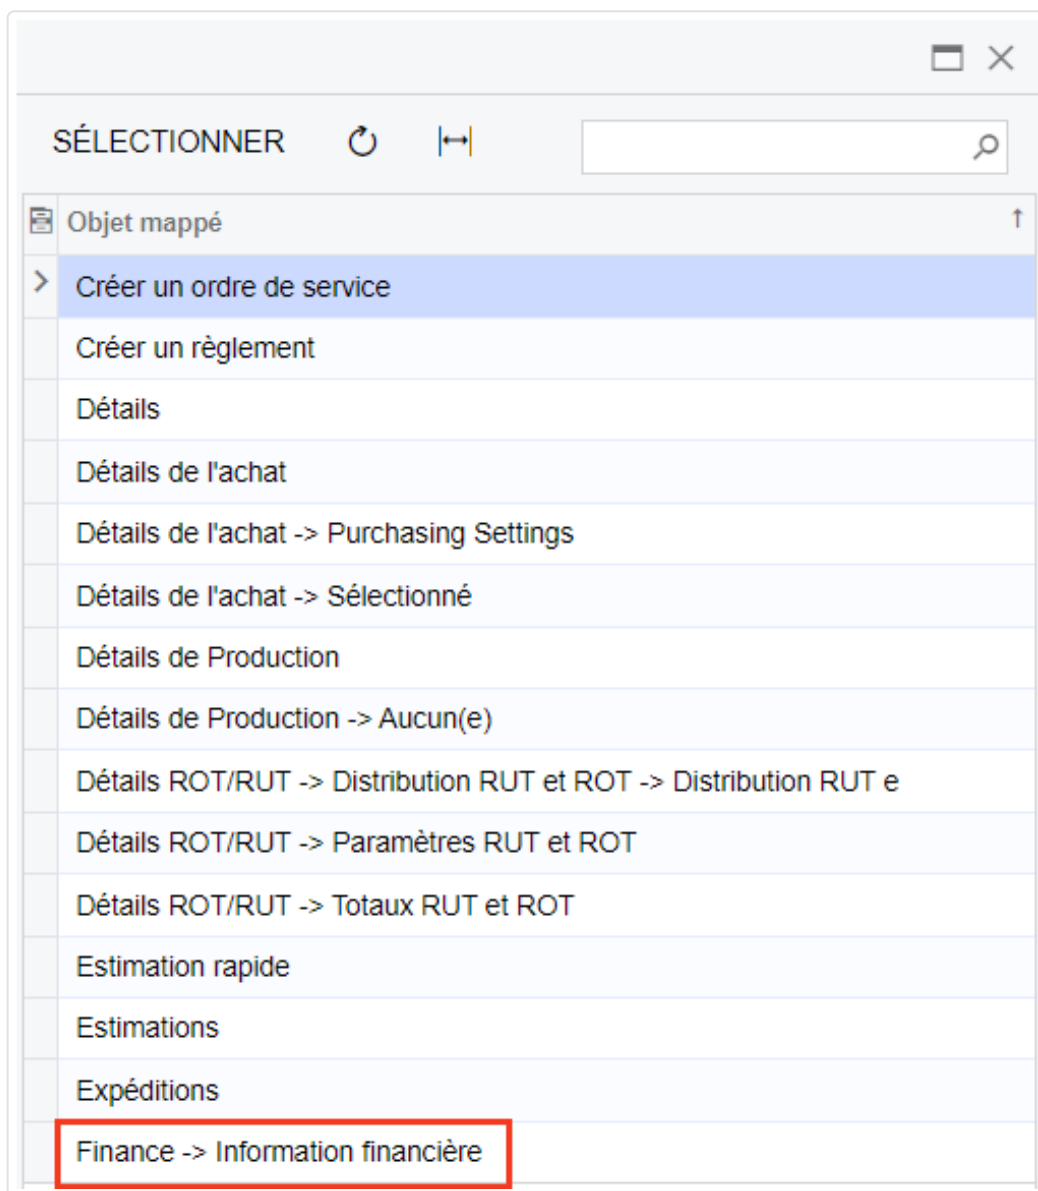 SÉLECTIONNER
Objet mappé
Créer un ordre de service
Créer un règlement
Détails
Détails de l'achat
Détails de l'achat -> Purchasing Settings
Détails de l'achat -> Sélectionné
Détails de Production
Détails de Production -> Aucun(e)
Détails ROT/RUT -> Distribution RUT et ROT -> Distribution RUT e
Détails ROT/RUT -> Paramètres RUT et ROT
Détails ROT/RUT -> Totaux RUT et ROT
Estimation rapide
Estimations
Expéditions
Finance -> Information financière